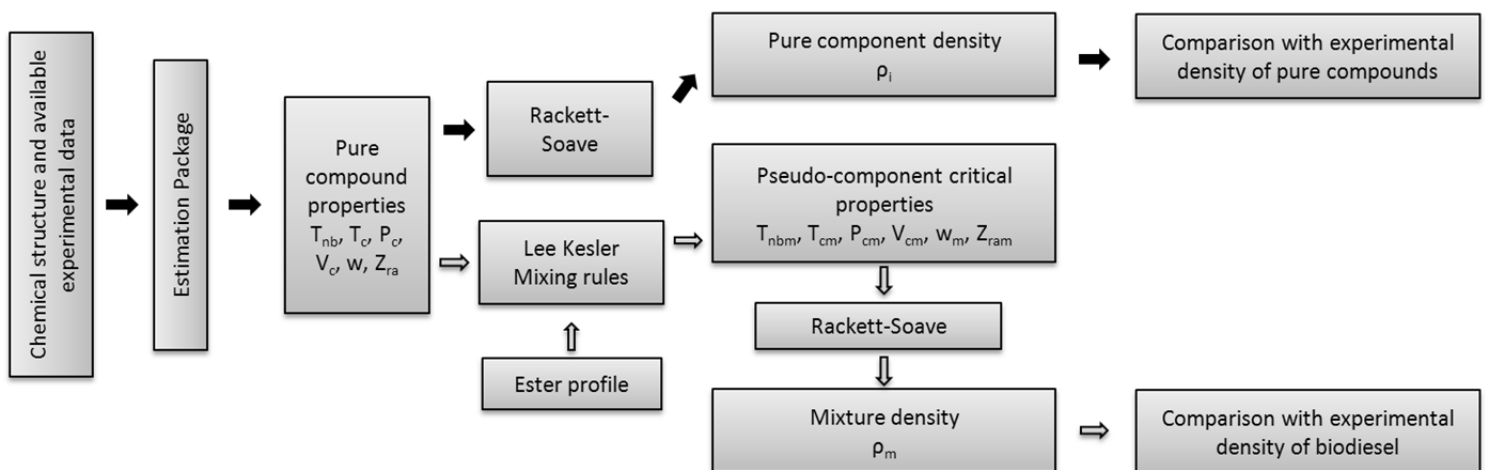 Chemical structure and available
experimental data
Estimation Package
Pure
compound
properties
Tnb, Tc, Pc,
Vc, w, Zra
Rackett-
Soave
Pure component density
ρi
Comparison with experimental
density of pure compounds
Lee Kesler
Mixing rules
Ester profile
Pseudo-component critical
properties
Tnbm, Tcm, Pcm, Vcm, wm, Zram
Rackett-Soave
Mixture density
ρm
Comparison with experimental
density of biodiesel